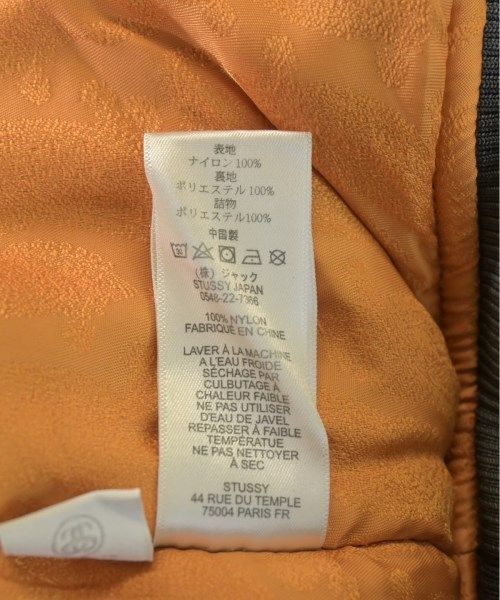 表地
ナイロン100%
裏地
ポリエステル100%
詰物
ポリエステル100%
中国製
(株)ジャック
STUSSY JAPAN
0548-22-7366
100% NYLON
FABRIQUÉ EN CHINE
LAVER À LA MACHINE
A L'EAU FROIDE
SÉCHAGE PAR
CULBUTAGE À
CHALEUR FAIBLE
NE PAS UTILISER
D'EAU DE JAVEL
REPASSER À FAIBLE
TEMPÉRATUE
NE PAS NETTOYER
À SEC
STUSSY
44 RUE DU TEMPLE
75004 PARIS FR